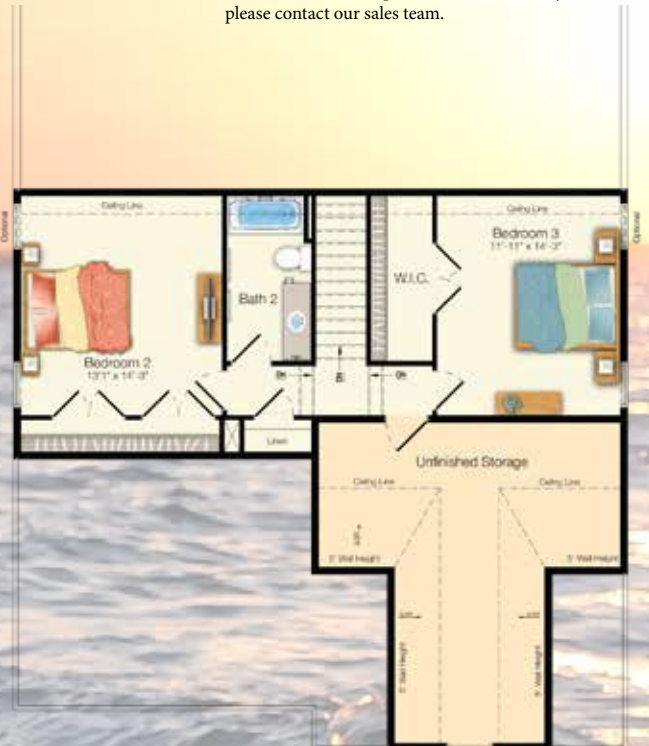 please contact our sales team.
Optional
Ceiling Line
Ceiling Line
Optional
Bedroom 3
11'-11" x 14'-3"
W.I.C.
Bath 2
Bedroom 2
13'1" x 14'-3"
Linen
Unfinished Storage
Ceiling Line
Ceiling Line
5' Wall Height
5' Wall Height
5' Wall Height
5' Wall Height